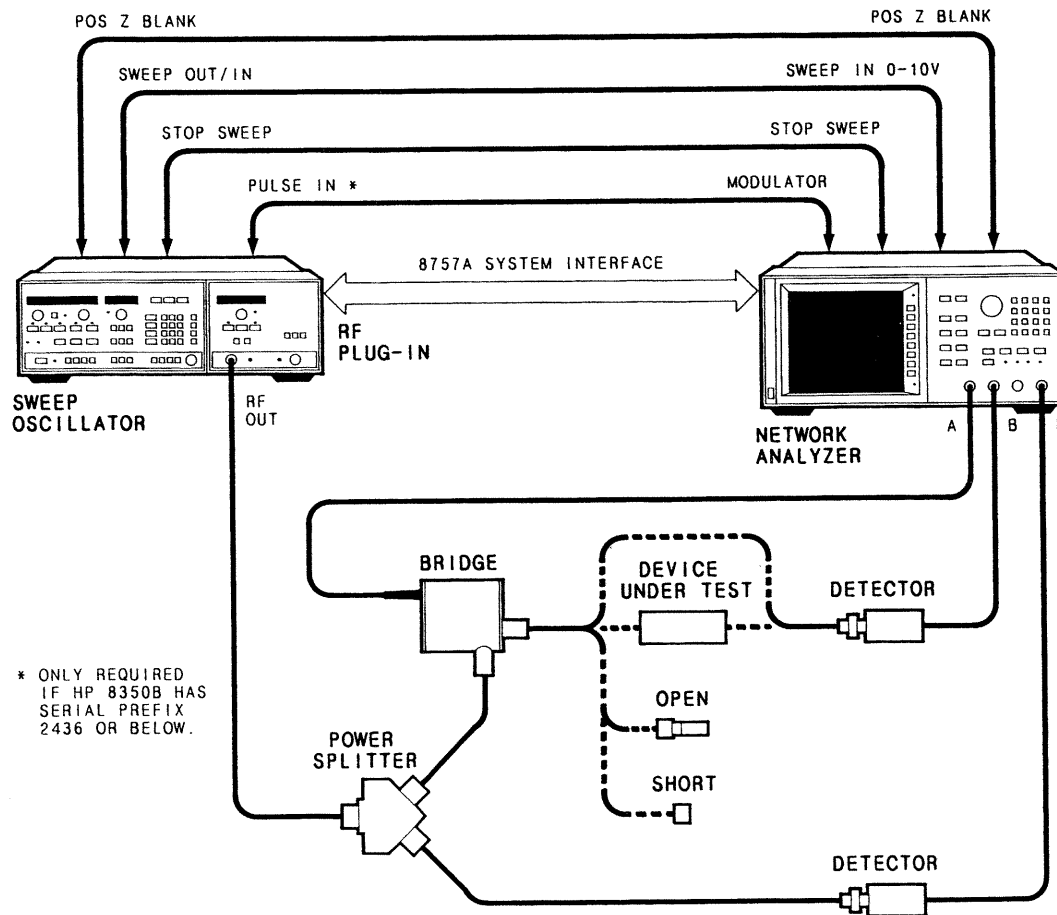 POS Z BLANK
POS Z BLANK
SWEEP OUT/IN
SWEEP IN 0-10V
STOP SWEEP
STOP SWEEP
PULSE IN *
MODULATOR
8757A SYSTEM INTERFACE
RF
PLUG-IN
SWEEP
OSCILLATOR
RF
OUT
NETWORK
ANALYZER
A
B
BRIDGE
DEVICE
UNDER TEST
DETECTOR
* ONLY REQUIRED
IF HP 8350B HAS
SERIAL PREFIX
2436 OR BELOW.
OPEN
POWER
SPLITTER
SHORT
DETECTOR